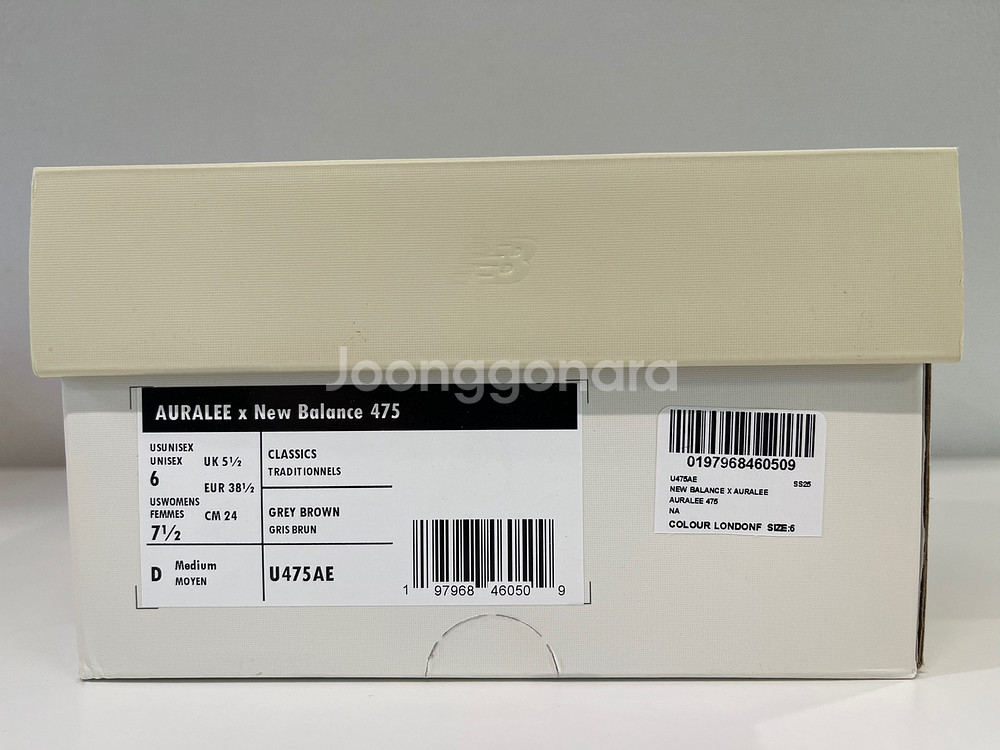 Joonggonara
AURALEE x New Balance 475
USUNISEX
UNISEX
6
UK 5½
EUR 38½
USWOMENS
FEMMES
7½
CM 24
CLASSICS
TRADITIONNELS
GREY BROWN
GRIS BRUN
D Medium
MOYEN
U475AE
1 97968 46050 9
0197968460509
U475AE SS25
NEW BALANCE X AURALEE
AURALEE 475
NA
COLOUR LONDONF SIZE:6